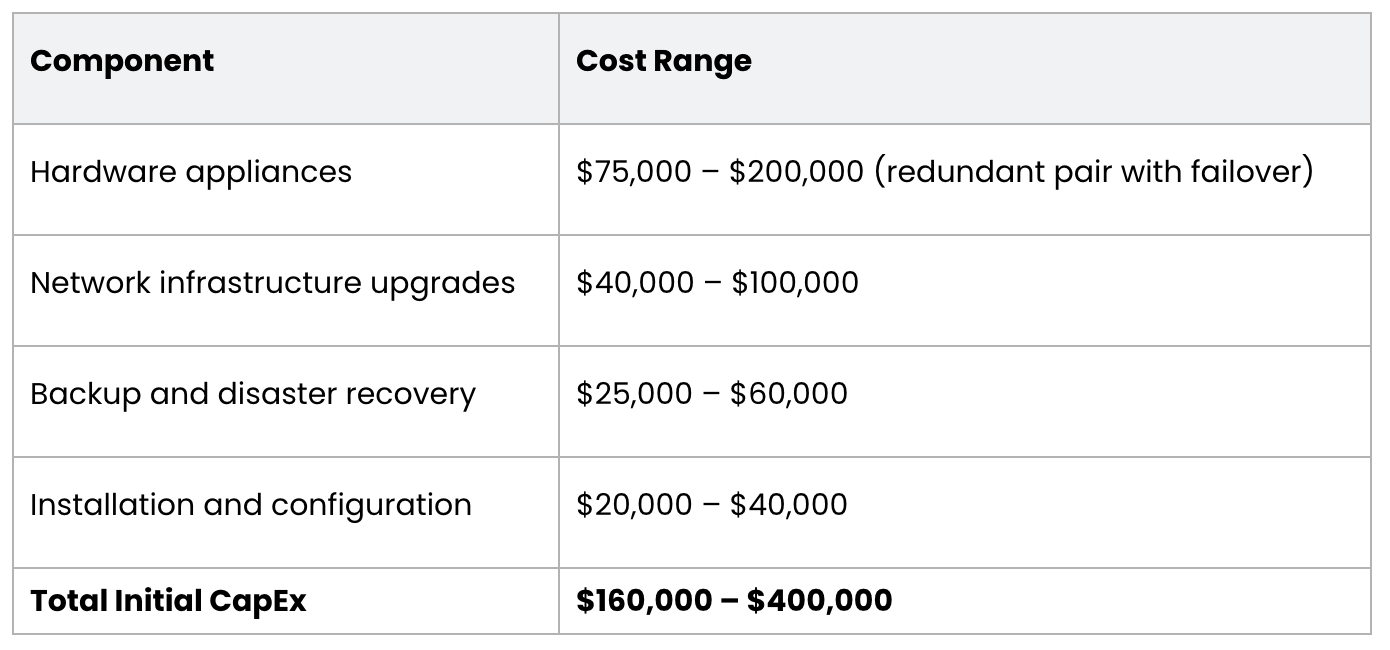 Component Cost Range
Hardware appliances $75,000 – $200,000 (redundant pair with failover)
Network infrastructure upgrades $40,000 – $100,000
Backup and disaster recovery $25,000 – $60,000
Installation and configuration $20,000 – $40,000
Total Initial CapEx $160,000 – $400,000